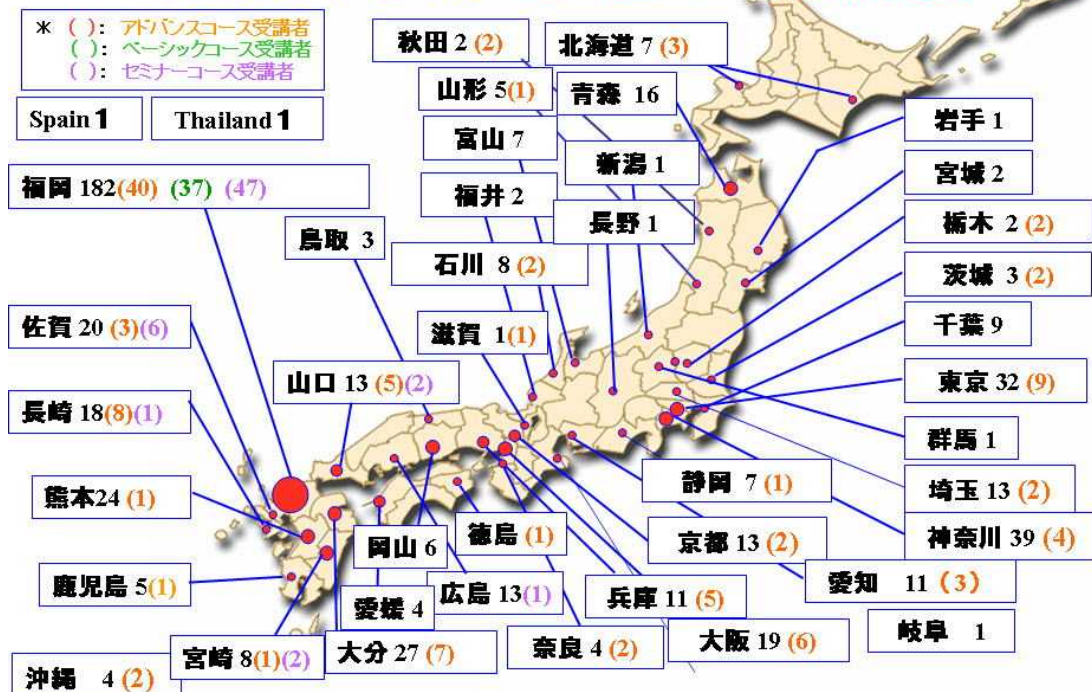 * ( ): アドバンスコース受講者
( ): ベーシックコース受講者
( ): セミナーコース受講者
Spain 1
Thailand 1
秋田 2 (2)
北海道 7 (3)
山形 5(1)
青森 16
岩手 1
富山 7
新潟 1
宮城 2
福岡 182(40) (37) (47)
福井 2
長野 1
栃木 2 (2)
鳥取 3
石川 8 (2)
茨城 3 (2)
佐賀 20 (3)(6)
滋賀 1(1)
千葉 9
山口 13 (5)(2)
東京 32 (9)
長崎 18(8)(1)
群馬 1
熊本24 (1)
静岡 7 (1)
埼玉 13 (2)
岡山 6
徳島 (1)
京都 13 (2)
神奈川 39 (4)
鹿児島 5(1)
愛媛 4
広島 13(1)
兵庫 11 (5)
愛知 11 (3)
宮崎 8(1)(2)
大分 27 (7)
奈良 4 (2)
大阪 19 (6)
岐阜 1
沖縄 4 (2)